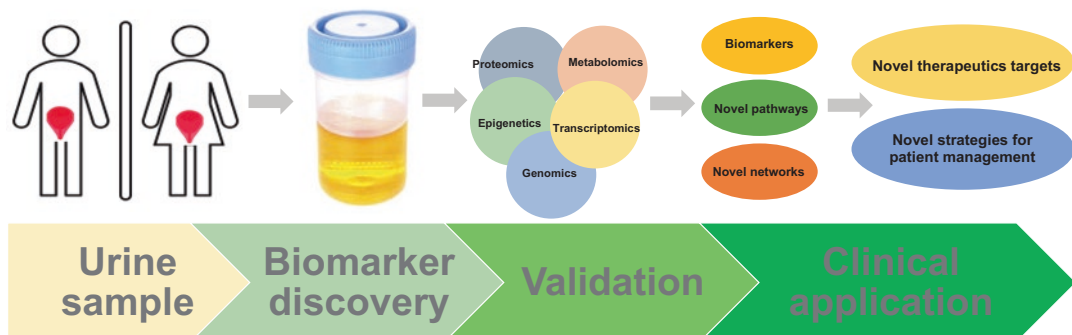 Proteomics
Metabolomics
Epigenetics
Transcriptomics
Genomics
Biomarkers
Novel pathways
Novel networks
Novel therapeutics targets
Novel strategies for
patient management
Urine
sample
Biomarker
discovery
Validation
Clinical
application